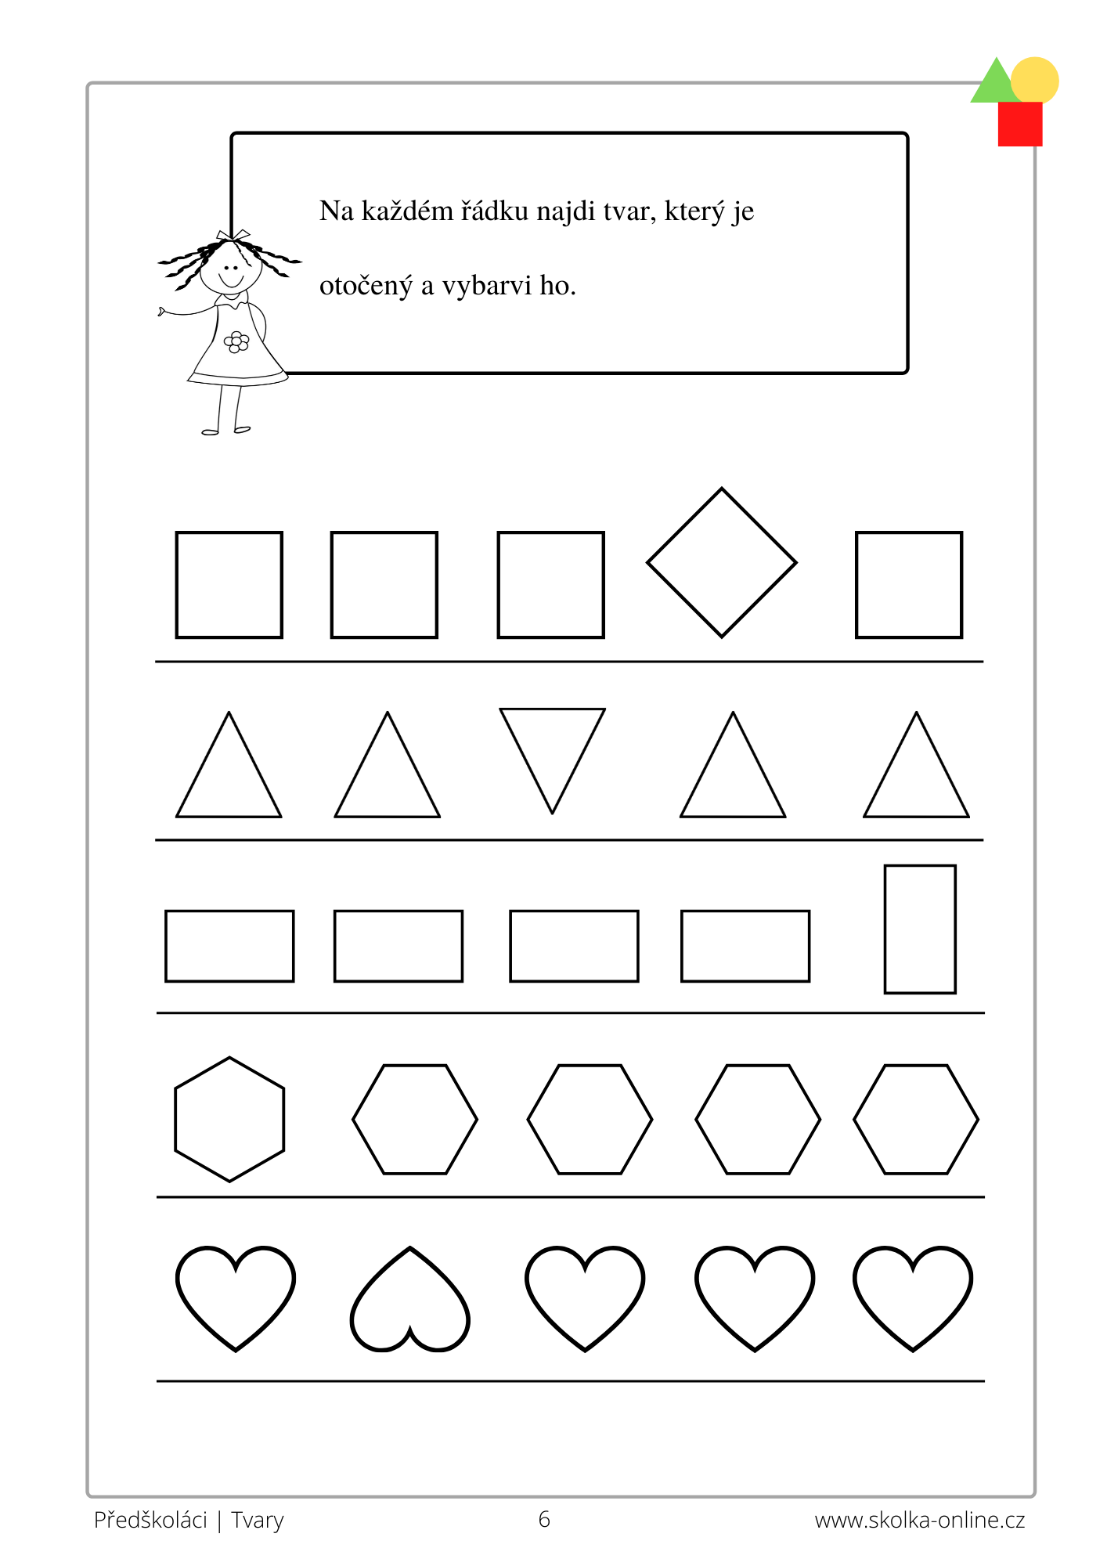 Na každém řádku najdi tvar, který je
otočený a vybarvi ho.
Předškoláci | Tvary
6
www.skolka-online.cz